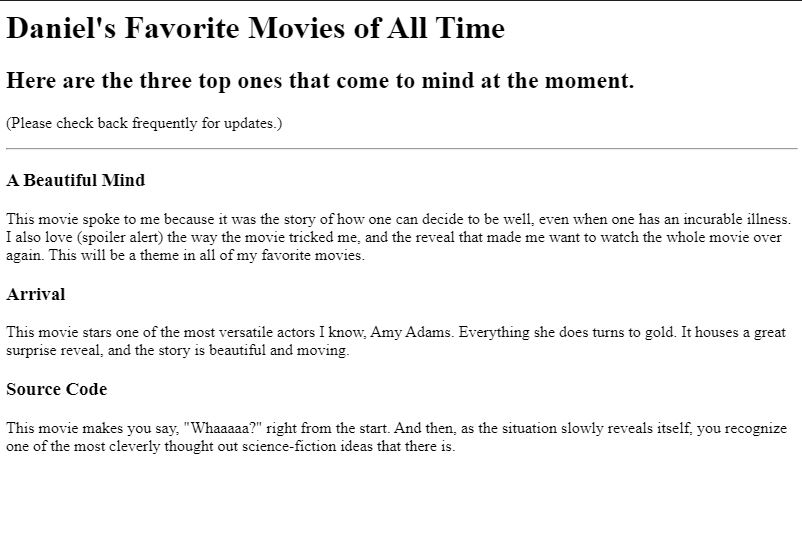 Daniel's Favorite Movies of All Time
Here are the three top ones that come to mind at the moment.
(Please check back frequently for updates.)
A Beautiful Mind
This movie spoke to me because it was the story of how one can decide to be well, even when one has an incurable illness.
I also love (spoiler alert) the way the movie tricked me, and the reveal that made me want to watch the whole movie over
again. This will be a theme in all of my favorite movies.
Arrival
This movie stars one of the most versatile actors I know, Amy Adams. Everything she does turns to gold. It houses a great
surprise reveal, and the story is beautiful and moving.
Source Code
This movie makes you say, "Whaaaaa?" right from the start. And then, as the situation slowly reveals itself, you recognize
one of the most cleverly thought out science-fiction ideas that there is.